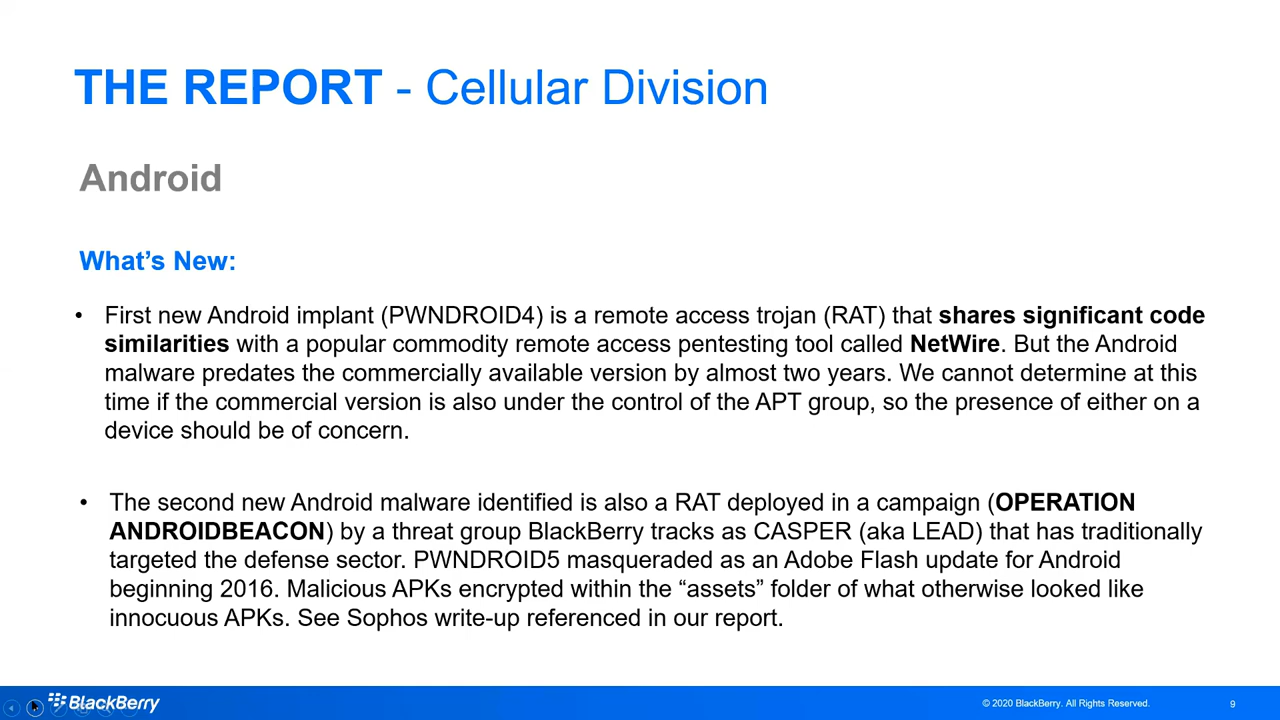 THE REPORT - Cellular Division
Android
What’s New:
• First new Android implant (PWNDROID4) is a remote access trojan (RAT) that shares significant code
similarities with a popular commodity remote access pentesting tool called NetWire. But the Android
malware predates the commercially available version by almost two years. We cannot determine at this
time if the commercial version is also under the control of the APT group, so the presence of either on a
device should be of concern.
• The second new Android malware identified is also a RAT deployed in a campaign (OPERATION
ANDROIDBEACON) by a threat group BlackBerry tracks as CASPER (aka LEAD) that has traditionally
targeted the defense sector. PWNDROID5 masqueraded as an Adobe Flash update for Android
beginning 2016. Malicious APKs encrypted within the “assets” folder of what otherwise looked like
innocuous APKs. See Sophos write-up referenced in our report.
BlackBerry
© 2020 BlackBerry. All Rights Reserved.
9